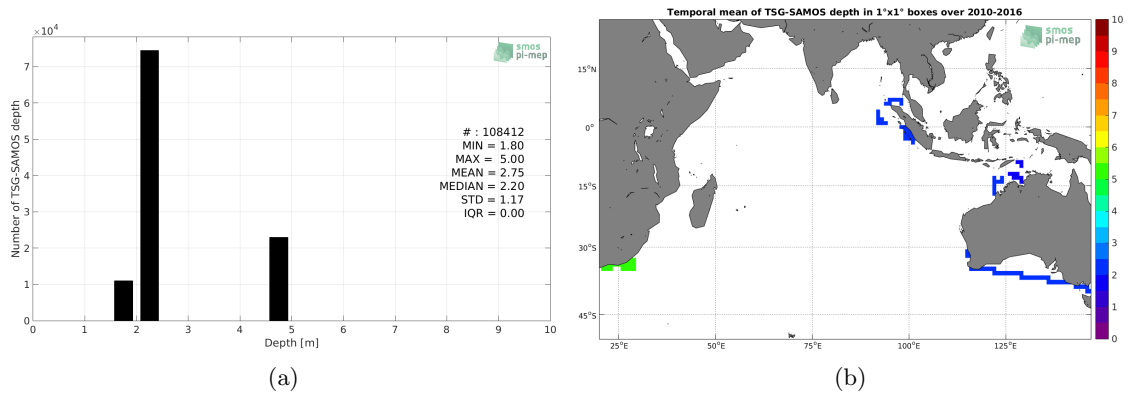 ×10⁴
7
6
5
4
3
2
1
0
0 1 2 3 4 5 6 7 8 9 10
Number of TSG-SAMOS depth
Depth [m]
smos
pi-mep
# : 108412
MIN = 1.80
MAX = 5.00
MEAN = 2.75
MEDIAN = 2.20
STD = 1.17
IQR = 0.00
(a)
Temporal mean of TSG-SAMOS depth in 1°x1° boxes over 2010-2016
smos
pi-mep
15°N
0°
15°S
30°S
45°S
25°E 50°E 75°E 100°E 125°E
10
9
8
7
6
5
4
3
2
1
0
(b)